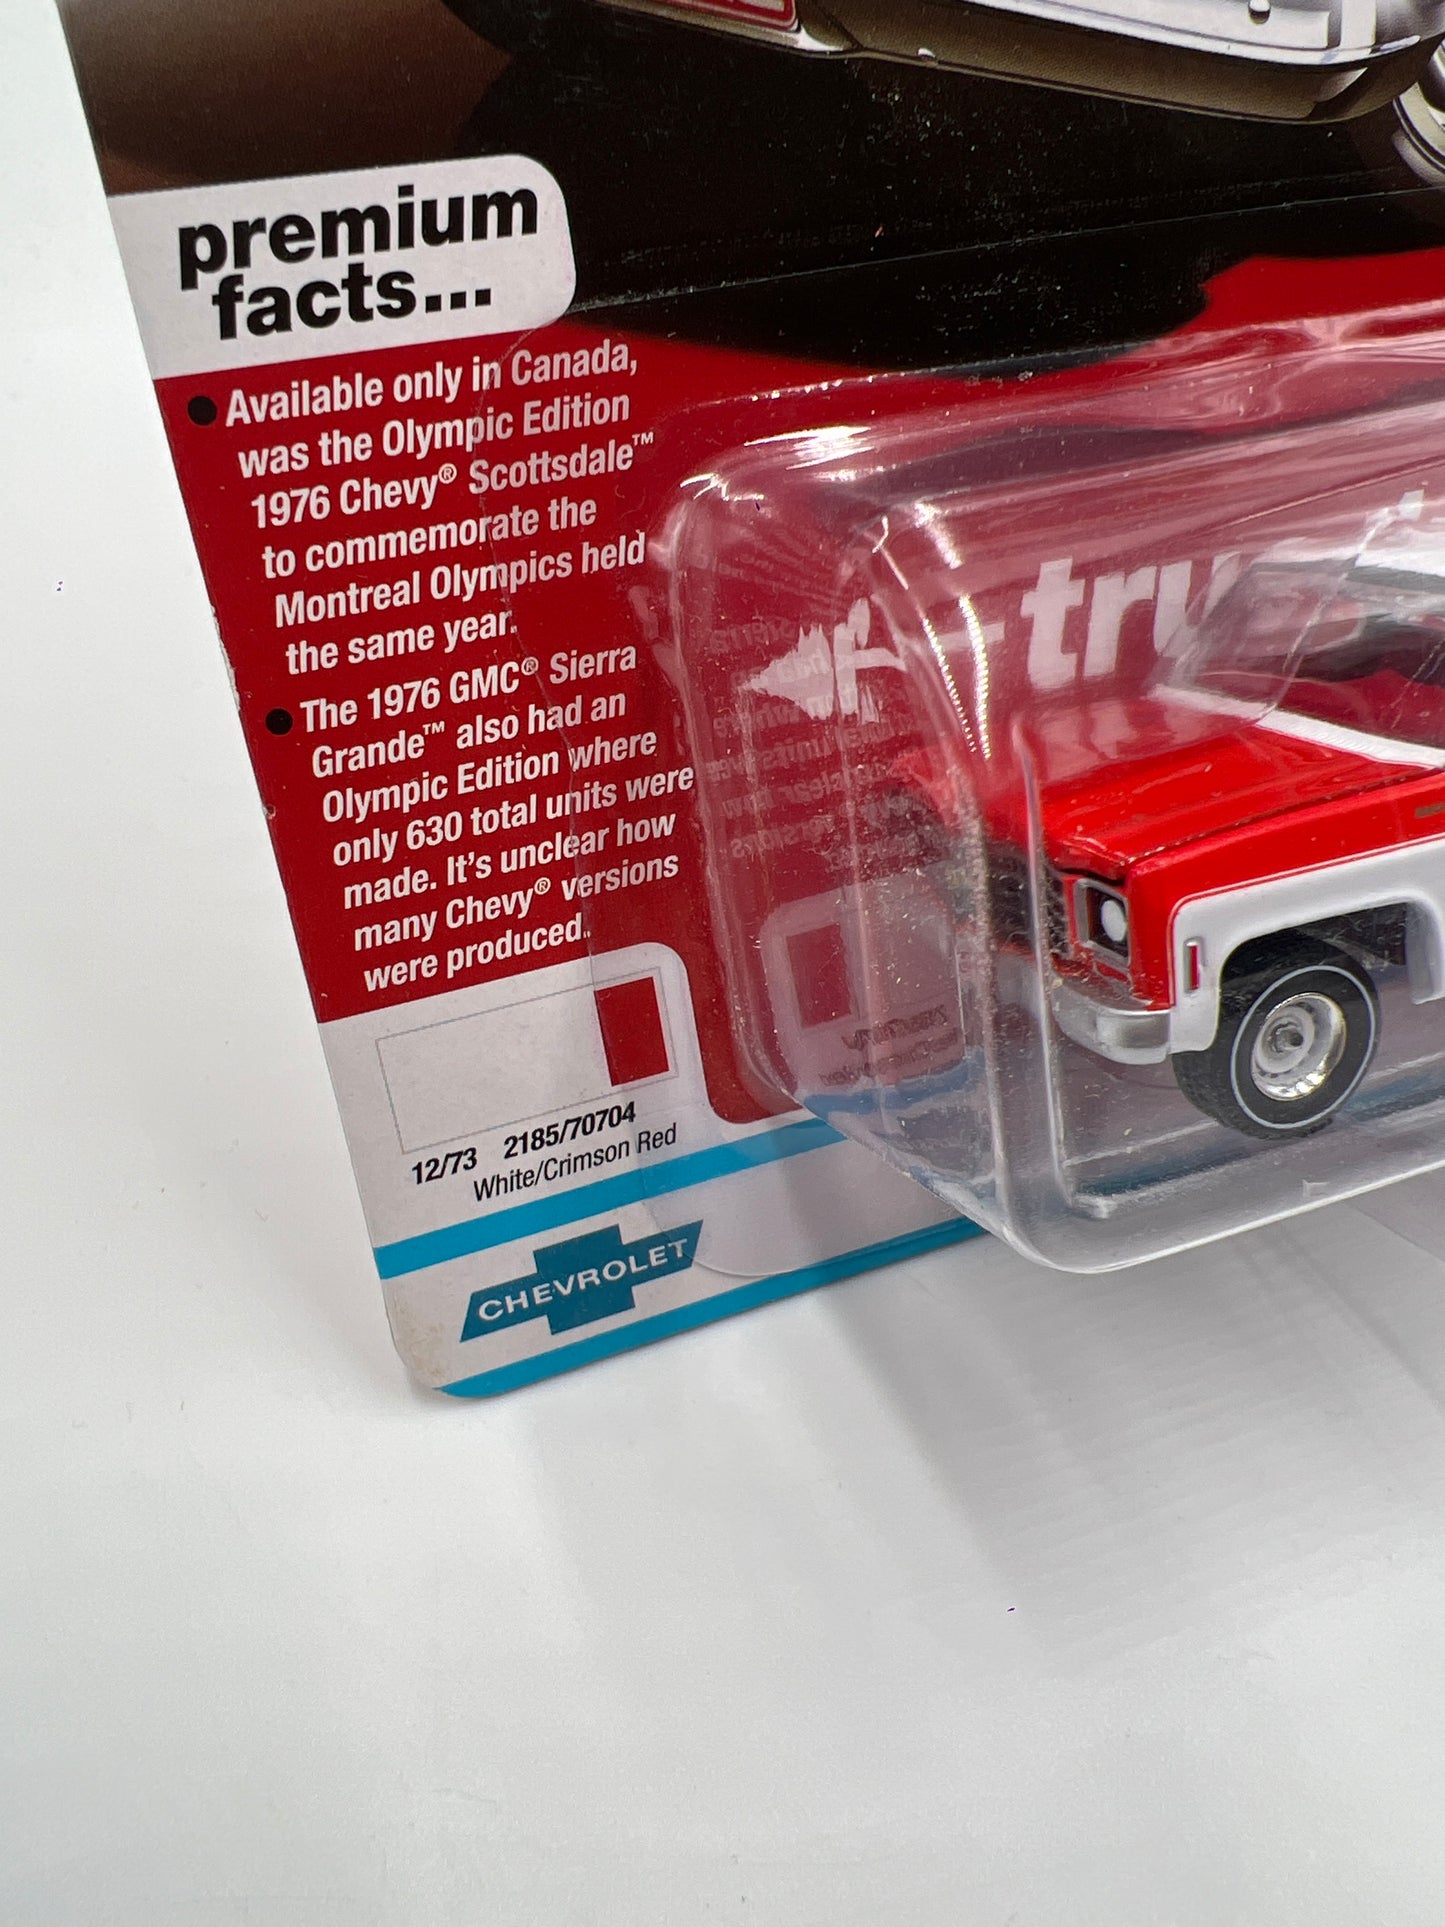 premium
facts...
• Available only in Canada,
was the Olympic Edition
1976 Chevy® Scottsdale™
to commemorate the
Montreal Olympics held
the same year.
• The 1976 GMC® Sierra
Grande™ also had an
Olympic Edition where
only 630 total units were
made. It's unclear how
many Chevy® versions
were produced.
12/73 2185/70704
White/Crimson Red
CHEVROLET